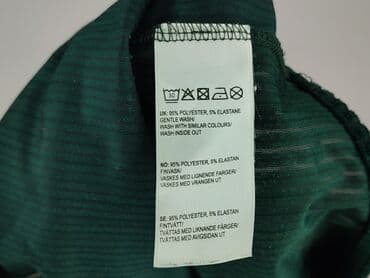 30
UK: 95% POLYESTER, 5% ELASTANE
GENTLE WASH/
WASH WITH SIMILAR COLOURS/
WASH INSIDE OUT
NO: 95% POLYESTER, 5% ELASTAN
FINVASK/
VASKES MED LIGNENDE FARGER/
VASKES MED VRANGEN UT
SE: 95% POLYESTER, 5% ELASTAN
FINTVÄTT/
TVÄTTAS MED LIKNANDE FÄRGER/
TVÄTTAS MED AVIGSIDAN UT